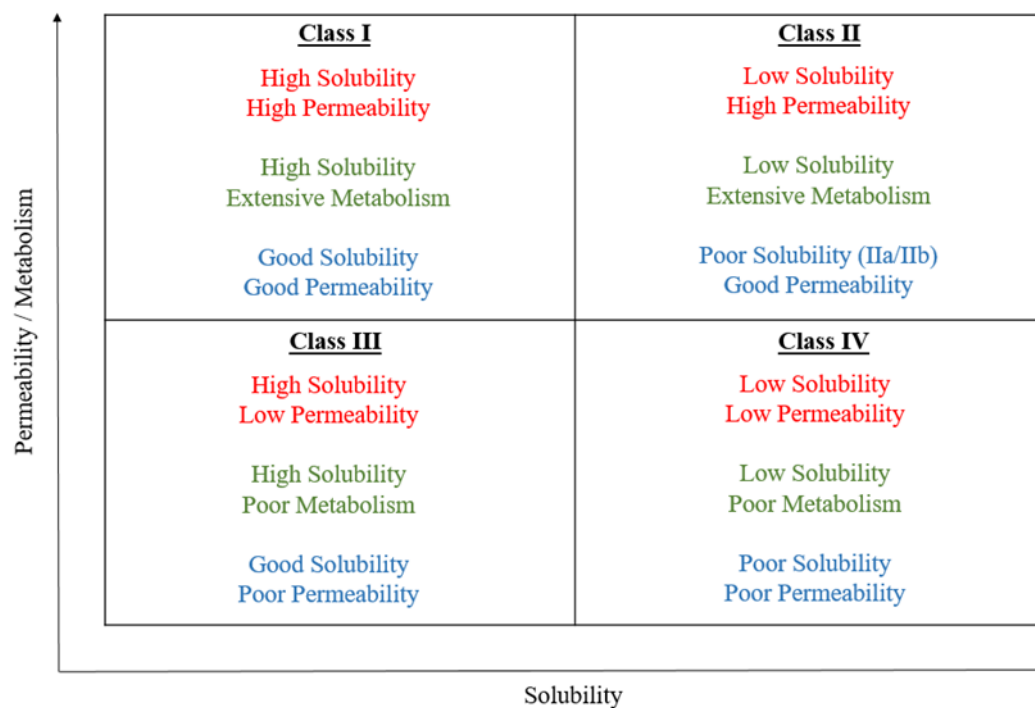 Class I
High Solubility
High Permeability
High Solubility
Extensive Metabolism
Good Solubility
Good Permeability
Class II
Low Solubility
High Permeability
Low Solubility
Extensive Metabolism
Poor Solubility (IIa/IIb)
Good Permeability
Class III
High Solubility
Low Permeability
High Solubility
Poor Metabolism
Good Solubility
Poor Permeability
Class IV
Low Solubility
Low Permeability
Low Solubility
Poor Metabolism
Poor Solubility
Poor Permeability
Permeability / Metabolism
Solubility